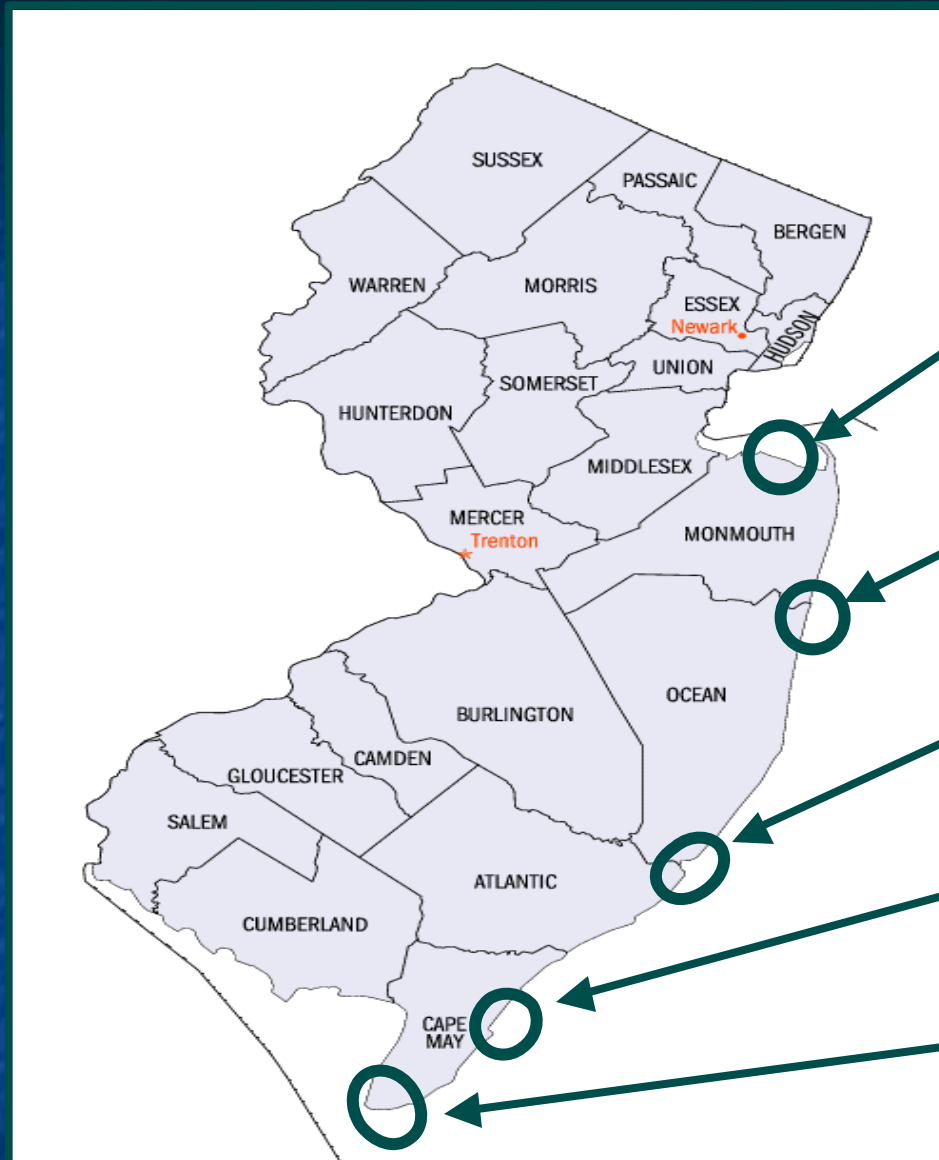 SUSSEX
PASSAIC
BERGEN
WARREN
MORRIS
ESSEX
Newark
HUDSON
UNION
SOMERSET
HUNTERDON
MIDDLESEX
MERCER
Trenton
MONMOUTH
OCEAN
BURLINGTON
CAMDEN
GLOUCESTER
SALEM
ATLANTIC
CUMBERLAND
CAPE
MAY